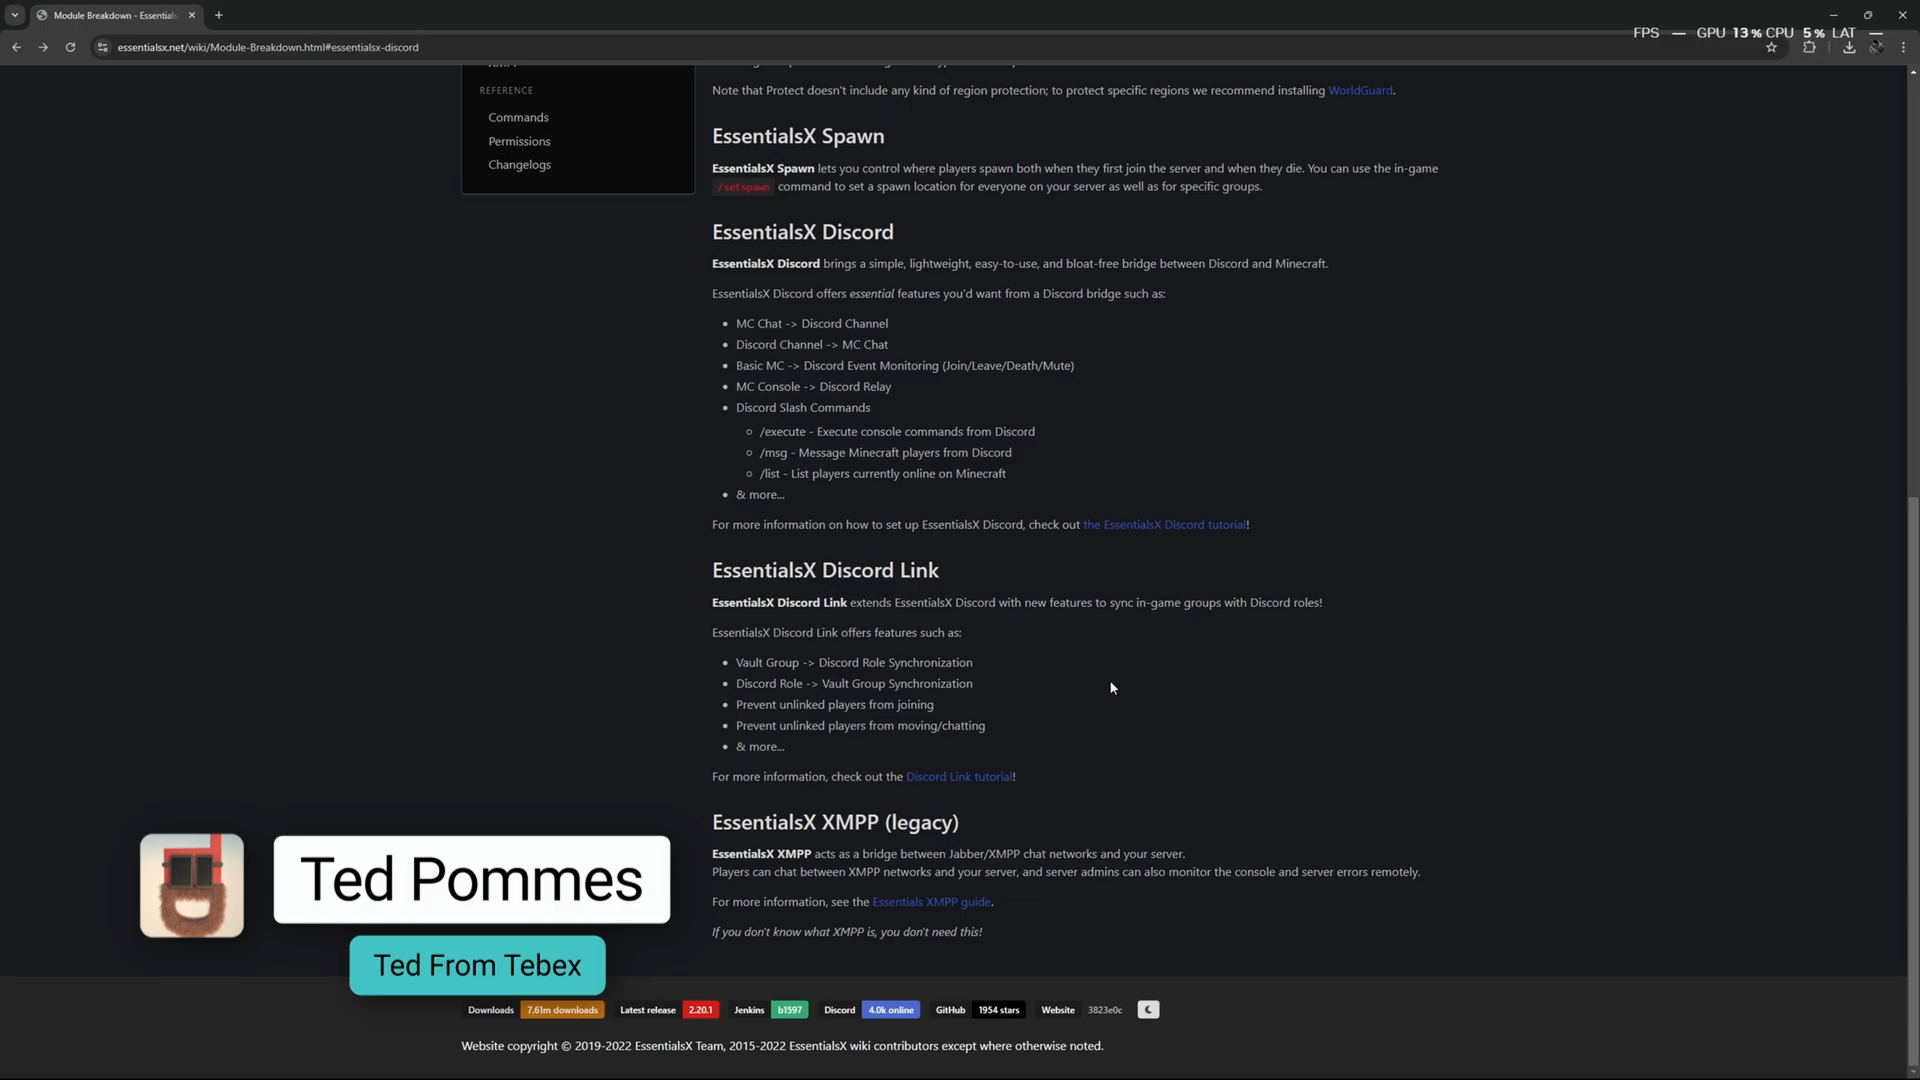 Module Breakdown - Essentials
essentialsx.net/wiki/Module-Breakdown.html#essentialsx-discord
FPS — GPU 13 % CPU 5 % LAT —
REFERENCE
Commands
Permissions
Changelogs
Note that Protect doesn't include any kind of region protection; to protect specific regions we recommend installing WorldGuard.
EssentialsX Spawn
EssentialsX Spawn lets you control where players spawn both when they first join the server and when they die. You can use the in-game
/setspawn command to set a spawn location for everyone on your server as well as for specific groups.
EssentialsX Discord
EssentialsX Discord brings a simple, lightweight, easy-to-use, and bloat-free bridge between Discord and Minecraft.
EssentialsX Discord offers essential features you'd want from a Discord bridge such as:
• MC Chat -> Discord Channel
• Discord Channel -> MC Chat
• Basic MC -> Discord Event Monitoring (Join/Leave/Death/Mute)
• MC Console -> Discord Relay
• Discord Slash Commands
○ /execute - Execute console commands from Discord
○ /msg - Message Minecraft players from Discord
○ /list - List players currently online on Minecraft
• & more...
For more information on how to set up EssentialsX Discord, check out the EssentialsX Discord tutorial!
EssentialsX Discord Link
EssentialsX Discord Link extends EssentialsX Discord with new features to sync in-game groups with Discord roles!
EssentialsX Discord Link offers features such as:
• Vault Group -> Discord Role Synchronization
• Discord Role -> Vault Group Synchronization
• Prevent unlinked players from joining
• Prevent unlinked players from moving/chatting
• & more...
For more information, check out the Discord Link tutorial!
EssentialsX XMPP (legacy)
EssentialsX XMPP acts as a bridge between Jabber/XMPP chat networks and your server.
Players can chat between XMPP networks and your server, and server admins can also monitor the console and server errors remotely.
For more information, see the Essentials XMPP guide.
If you don't know what XMPP is, you don't need this!
Ted Pommes
Ted From Tebex
Downloads 7.61m downloads Latest release 2.20.1 Jenkins b1597 Discord 4.0k online GitHub 1954 stars Website 3823e0c
Website copyright © 2019-2022 EssentialsX Team, 2015-2022 EssentialsX wiki contributors except where otherwise noted.